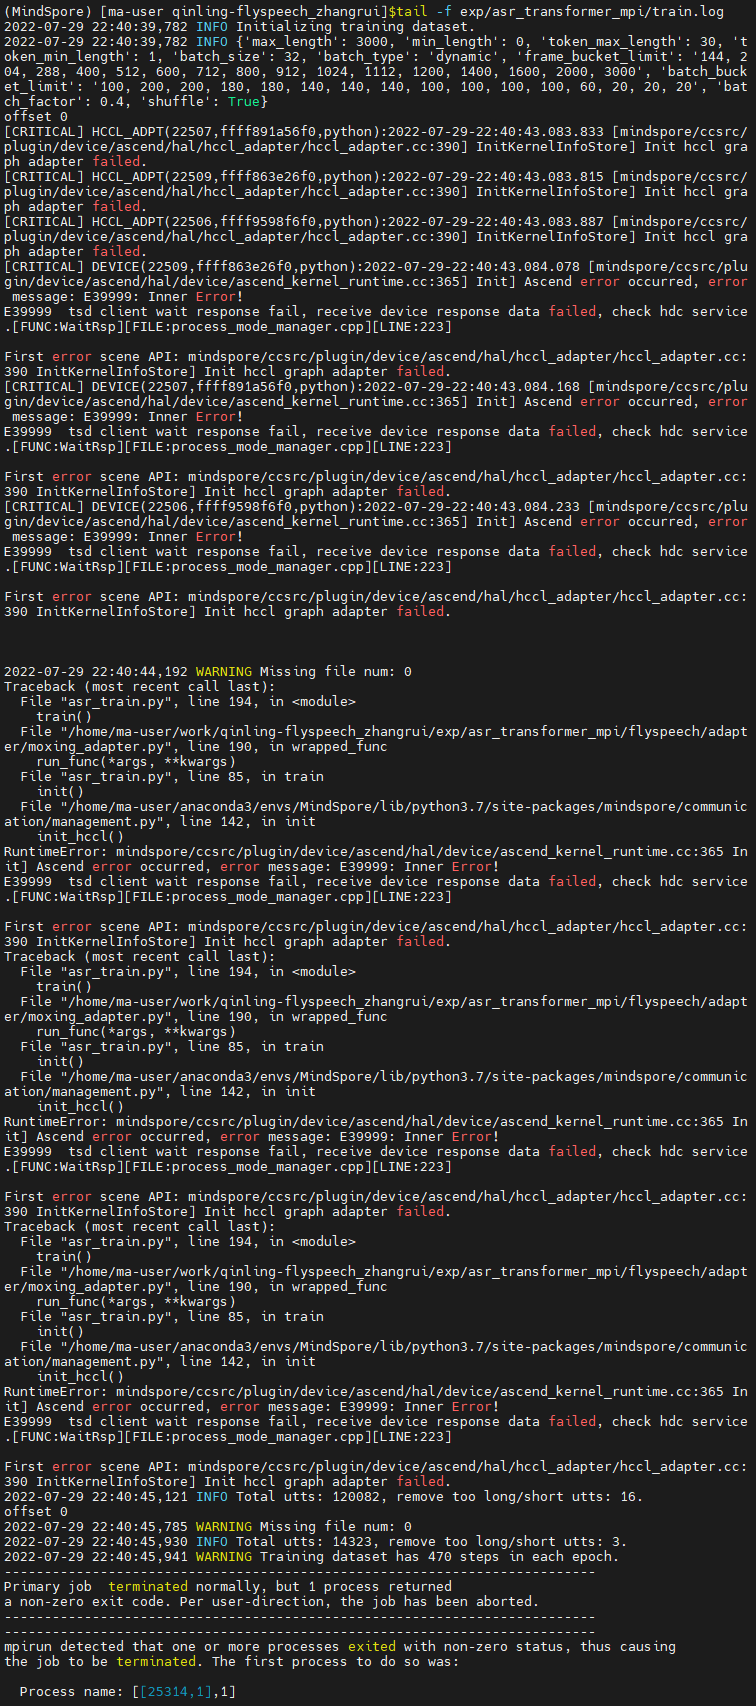 (MindSpore) [ma-user qinling-flyspeech_zhangrui]$tail -f exp/asr_transformer_mpi/train.log
2022-07-29 22:40:39,782 INFO Initializing training dataset.
2022-07-29 22:40:39,782 INFO {'max_length': 3000, 'min_length': 0, 'token_max_length': 30, 't
oken_min_length': 1, 'batch_size': 32, 'batch_type': 'dynamic', 'frame_bucket_limit': '144, 2
04, 288, 400, 512, 600, 712, 800, 912, 1024, 1112, 1200, 1400, 1600, 2000, 3000', 'batch_buck
et_limit': '100, 200, 200, 180, 180, 140, 140, 140, 100, 100, 100, 100, 60, 20, 20, 20', 'bat
ch_factor': 0.4, 'shuffle': True}
offset 0
[CRITICAL] HCCL_ADPT(22507,ffff891a56f0,python):2022-07-29-22:40:43.083.833 [mindspore/ccsrc/
plugin/device/ascend/hal/hccl_adapter/hccl_adapter.cc:390] InitKernelInfoStore] Init hccl gra
ph adapter failed.
[CRITICAL] HCCL_ADPT(22509,ffff863e26f0,python):2022-07-29-22:40:43.083.815 [mindspore/ccsrc/
plugin/device/ascend/hal/hccl_adapter/hccl_adapter.cc:390] InitKernelInfoStore] Init hccl gra
ph adapter failed.
[CRITICAL] HCCL_ADPT(22506,ffff9598f6f0,python):2022-07-29-22:40:43.083.887 [mindspore/ccsrc/
plugin/device/ascend/hal/hccl_adapter/hccl_adapter.cc:390] InitKernelInfoStore] Init hccl gra
ph adapter failed.
[CRITICAL] DEVICE(22509,ffff863e26f0,python):2022-07-29-22:40:43.084.078 [mindspore/ccsrc/plu
gin/device/ascend/hal/device/ascend_kernel_runtime.cc:365] Init] Ascend error occurred, error
 message: E39999: Inner Error!
E39999  tsd client wait response fail, receive device response data failed, check hdc service
.[FUNC:WaitRsp][FILE:process_mode_manager.cpp][LINE:223]

First error scene API: mindspore/ccsrc/plugin/device/ascend/hal/hccl_adapter/hccl_adapter.cc:
390 InitKernelInfoStore] Init hccl graph adapter failed.
[CRITICAL] DEVICE(22507,ffff891a56f0,python):2022-07-29-22:40:43.084.168 [mindspore/ccsrc/plu
gin/device/ascend/hal/device/ascend_kernel_runtime.cc:365] Init] Ascend error occurred, error
 message: E39999: Inner Error!
E39999  tsd client wait response fail, receive device response data failed, check hdc service
.[FUNC:WaitRsp][FILE:process_mode_manager.cpp][LINE:223]

First error scene API: mindspore/ccsrc/plugin/device/ascend/hal/hccl_adapter/hccl_adapter.cc:
390 InitKernelInfoStore] Init hccl graph adapter failed.
[CRITICAL] DEVICE(22506,ffff9598f6f0,python):2022-07-29-22:40:43.084.233 [mindspore/ccsrc/plu
gin/device/ascend/hal/device/ascend_kernel_runtime.cc:365] Init] Ascend error occurred, error
 message: E39999: Inner Error!
E39999  tsd client wait response fail, receive device response data failed, check hdc service
.[FUNC:WaitRsp][FILE:process_mode_manager.cpp][LINE:223]

First error scene API: mindspore/ccsrc/plugin/device/ascend/hal/hccl_adapter/hccl_adapter.cc:
390 InitKernelInfoStore] Init hccl graph adapter failed.

2022-07-29 22:40:44,192 WARNING Missing file num: 0
Traceback (most recent call last):
  File "asr_train.py", line 194, in <module>
    train()
  File "/home/ma-user/work/qinling-flyspeech_zhangrui/exp/asr_transformer_mpi/flyspeech/adapt
er/moxing_adapter.py", line 190, in wrapped_func
    run_func(*args, **kwargs)
  File "asr_train.py", line 85, in train
    init()
  File "/home/ma-user/anaconda3/envs/MindSpore/lib/python3.7/site-packages/mindspore/communic
ation/management.py", line 142, in init
    init_hccl()
RuntimeError: mindspore/ccsrc/plugin/device/ascend/hal/device/ascend_kernel_runtime.cc:365 In
it] Ascend error occurred, error message: E39999: Inner Error!
E39999  tsd client wait response fail, receive device response data failed, check hdc service
.[FUNC:WaitRsp][FILE:process_mode_manager.cpp][LINE:223]

First error scene API: mindspore/ccsrc/plugin/device/ascend/hal/hccl_adapter/hccl_adapter.cc:
390 InitKernelInfoStore] Init hccl graph adapter failed.
Traceback (most recent call last):
  File "asr_train.py", line 194, in <module>
    train()
  File "/home/ma-user/work/qinling-flyspeech_zhangrui/exp/asr_transformer_mpi/flyspeech/adapt
er/moxing_adapter.py", line 190, in wrapped_func
    run_func(*args, **kwargs)
  File "asr_train.py", line 85, in train
    init()
  File "/home/ma-user/anaconda3/envs/MindSpore/lib/python3.7/site-packages/mindspore/communic
ation/management.py", line 142, in init
    init_hccl()
RuntimeError: mindspore/ccsrc/plugin/device/ascend/hal/device/ascend_kernel_runtime.cc:365 In
it] Ascend error occurred, error message: E39999: Inner Error!
E39999  tsd client wait response fail, receive device response data failed, check hdc service
.[FUNC:WaitRsp][FILE:process_mode_manager.cpp][LINE:223]

First error scene API: mindspore/ccsrc/plugin/device/ascend/hal/hccl_adapter/hccl_adapter.cc:
390 InitKernelInfoStore] Init hccl graph adapter failed.
Traceback (most recent call last):
  File "asr_train.py", line 194, in <module>
    train()
  File "/home/ma-user/work/qinling-flyspeech_zhangrui/exp/asr_transformer_mpi/flyspeech/adapt
er/moxing_adapter.py", line 190, in wrapped_func
    run_func(*args, **kwargs)
  File "asr_train.py", line 85, in train
    init()
  File "/home/ma-user/anaconda3/envs/MindSpore/lib/python3.7/site-packages/mindspore/communic
ation/management.py", line 142, in init
    init_hccl()
RuntimeError: mindspore/ccsrc/plugin/device/ascend/hal/device/ascend_kernel_runtime.cc:365 In
it] Ascend error occurred, error message: E39999: Inner Error!
E39999  tsd client wait response fail, receive device response data failed, check hdc service
.[FUNC:WaitRsp][FILE:process_mode_manager.cpp][LINE:223]

First error scene API: mindspore/ccsrc/plugin/device/ascend/hal/hccl_adapter/hccl_adapter.cc:
390 InitKernelInfoStore] Init hccl graph adapter failed.
2022-07-29 22:40:45,121 INFO Total utts: 120082, remove too long/short utts: 16.
offset 0
2022-07-29 22:40:45,785 WARNING Missing file num: 0
2022-07-29 22:40:45,930 INFO Total utts: 14323, remove too long/short utts: 3.
2022-07-29 22:40:45,941 WARNING Training dataset has 470 steps in each epoch.
--------------------------------------------------------------------------
Primary job  terminated normally, but 1 process returned
a non-zero exit code. Per user-direction, the job has been aborted.
--------------------------------------------------------------------------
--------------------------------------------------------------------------
mpirun detected that one or more processes exited with non-zero status, thus causing
the job to be terminated. The first process to do so was:

  Process name: [[25314,1],1]